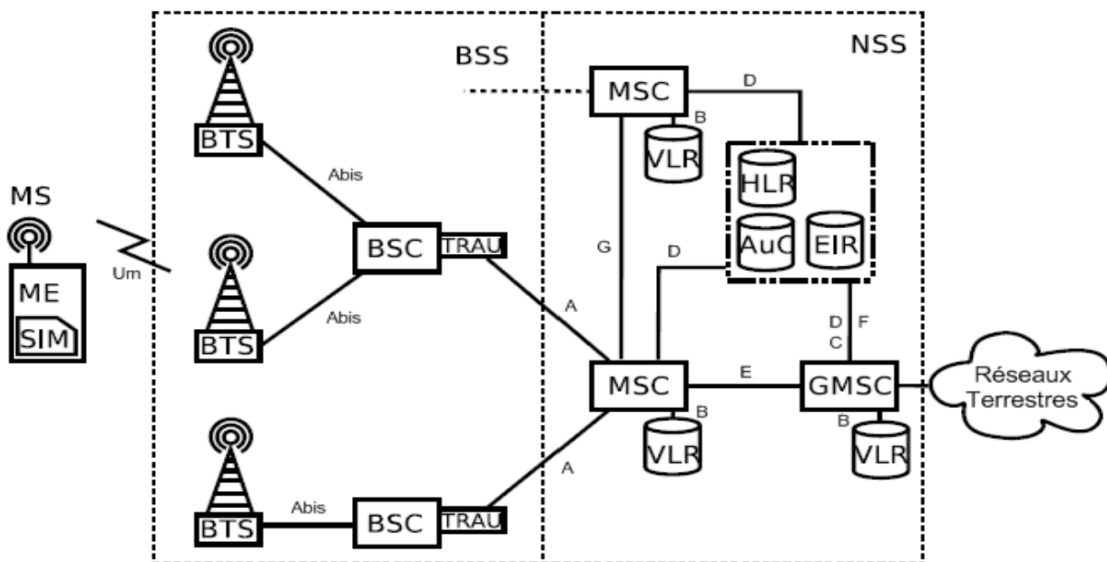 BSS
NSS
MS
ME
SIM
Um
BTS
BTS
BTS
Abis
Abis
Abis
BSC
TRAU
BSC
TRAU
A
A
MSC
B
VLR
D
G
D
HLR
AuC
EIR
D
C
F
MSC
B
VLR
E
GMSC
B
VLR
Réseaux
Terrestres